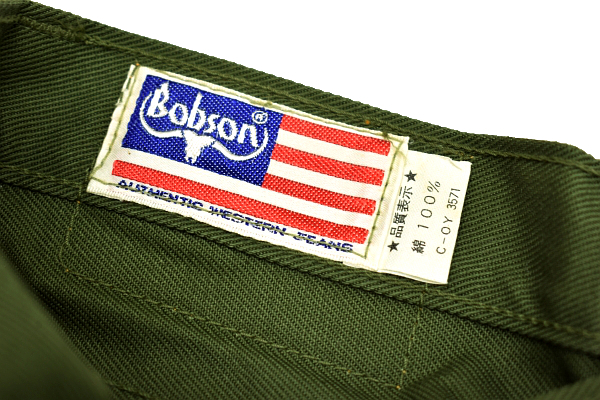 Bobson®
AUTHENTIC WESTERN JEANS
★品質表示★
綿 100%
C-OY 3571